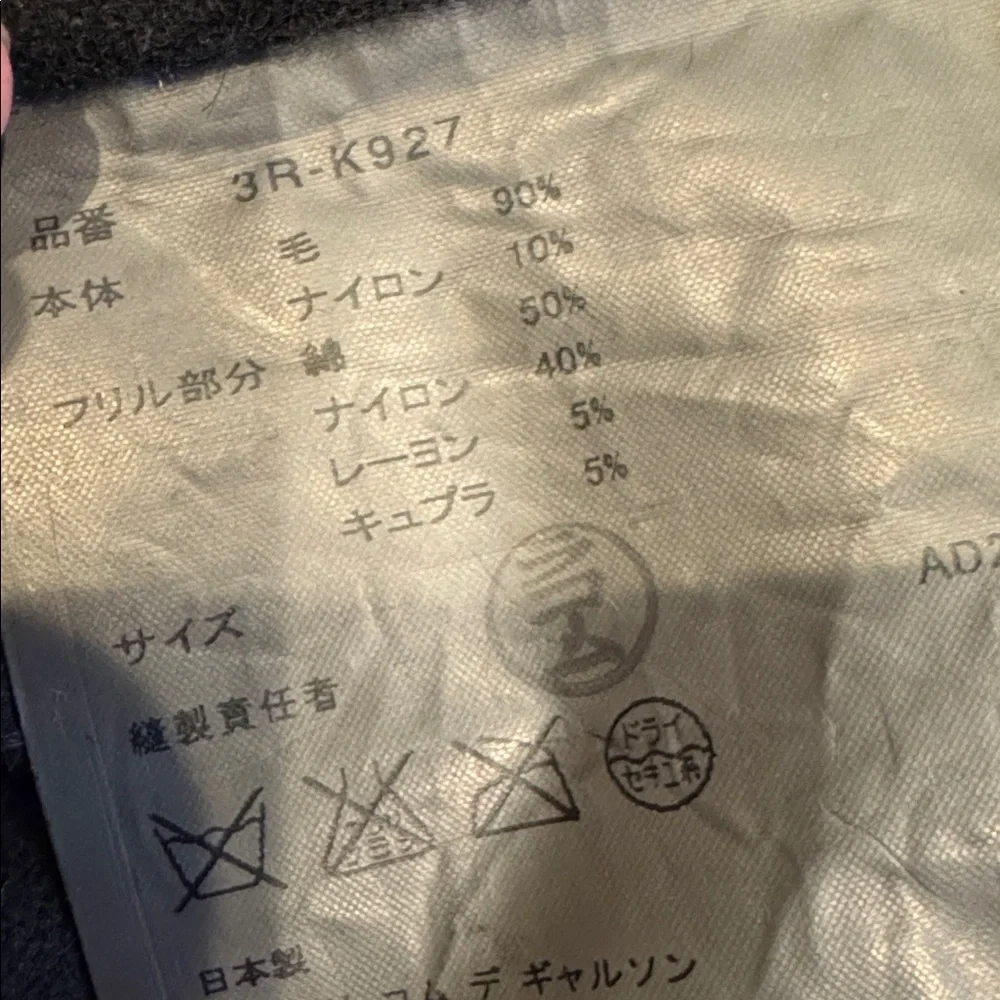 品番 3R-K927
本体 毛 90%
ナイロン 10%
フリル部分 綿 50%
ナイロン 40%
レーヨン 5%
キュプラ 5%
AD2
サイズ
縫製責任者
ドライ
セキユ系
日本製
コム デ ギャルソン